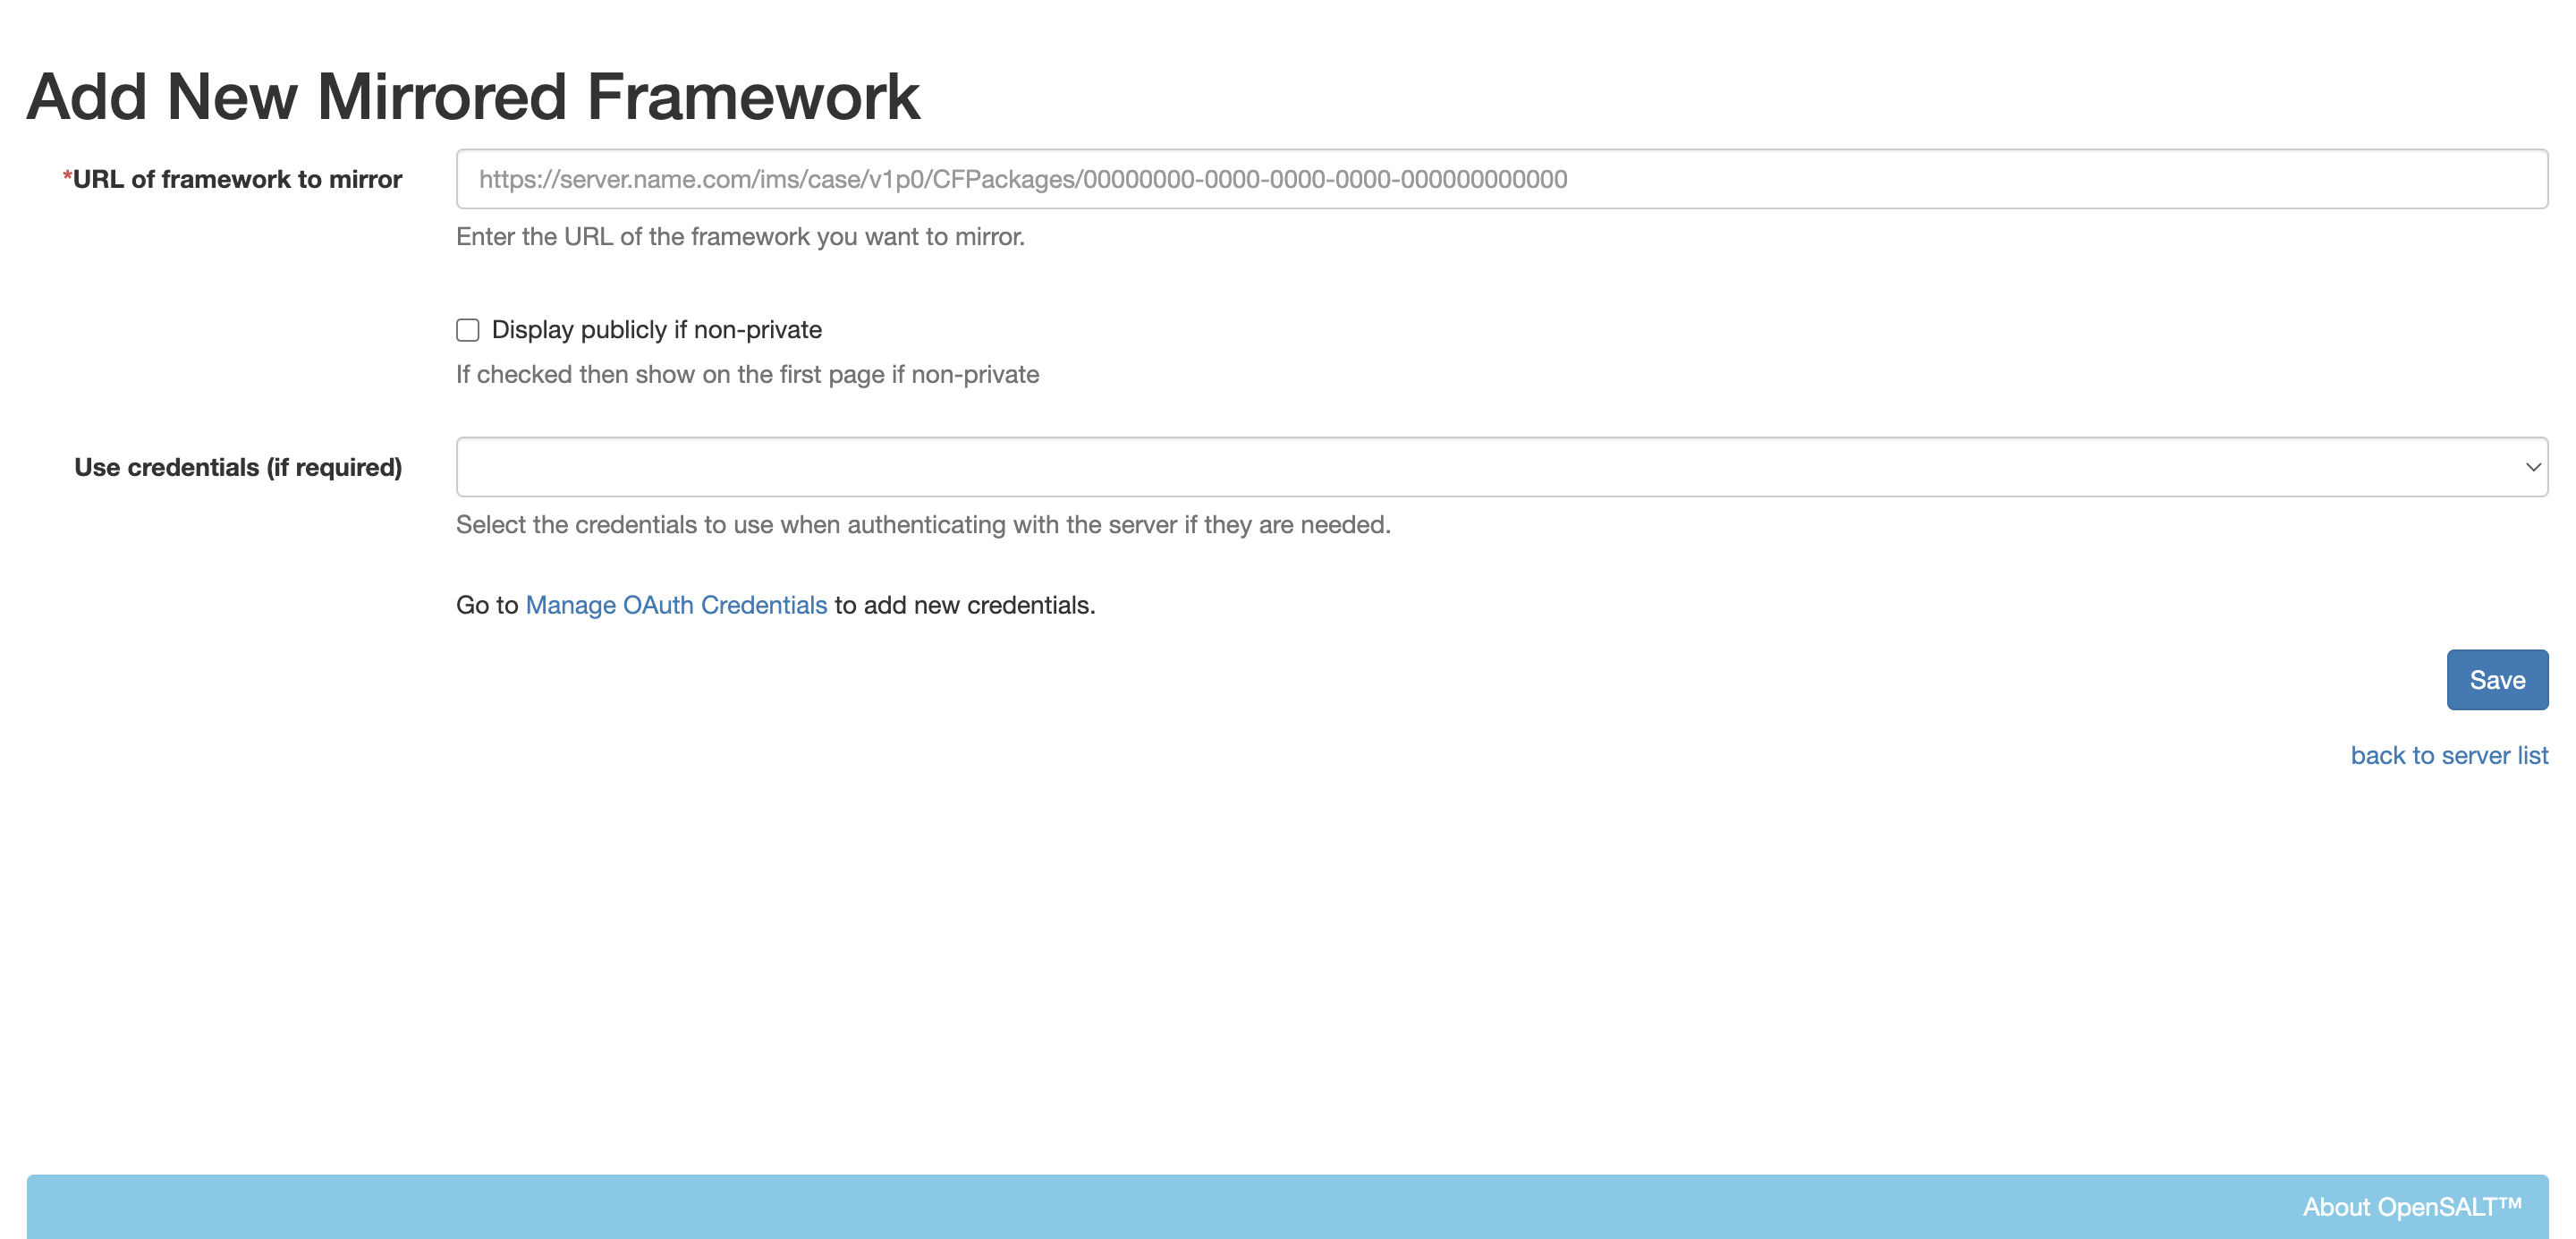 Add New Mirrored Framework
*URL of framework to mirror
https://server.name.com/ims/case/v1p0/CFPackages/00000000-0000-0000-0000-000000000000
Enter the URL of the framework you want to mirror.
Display publicly if non-private
If checked then show on the first page if non-private
Use credentials (if required)
Select the credentials to use when authenticating with the server if they are needed.
Go to Manage OAuth Credentials to add new credentials.
Save
back to server list
About OpenSALT™